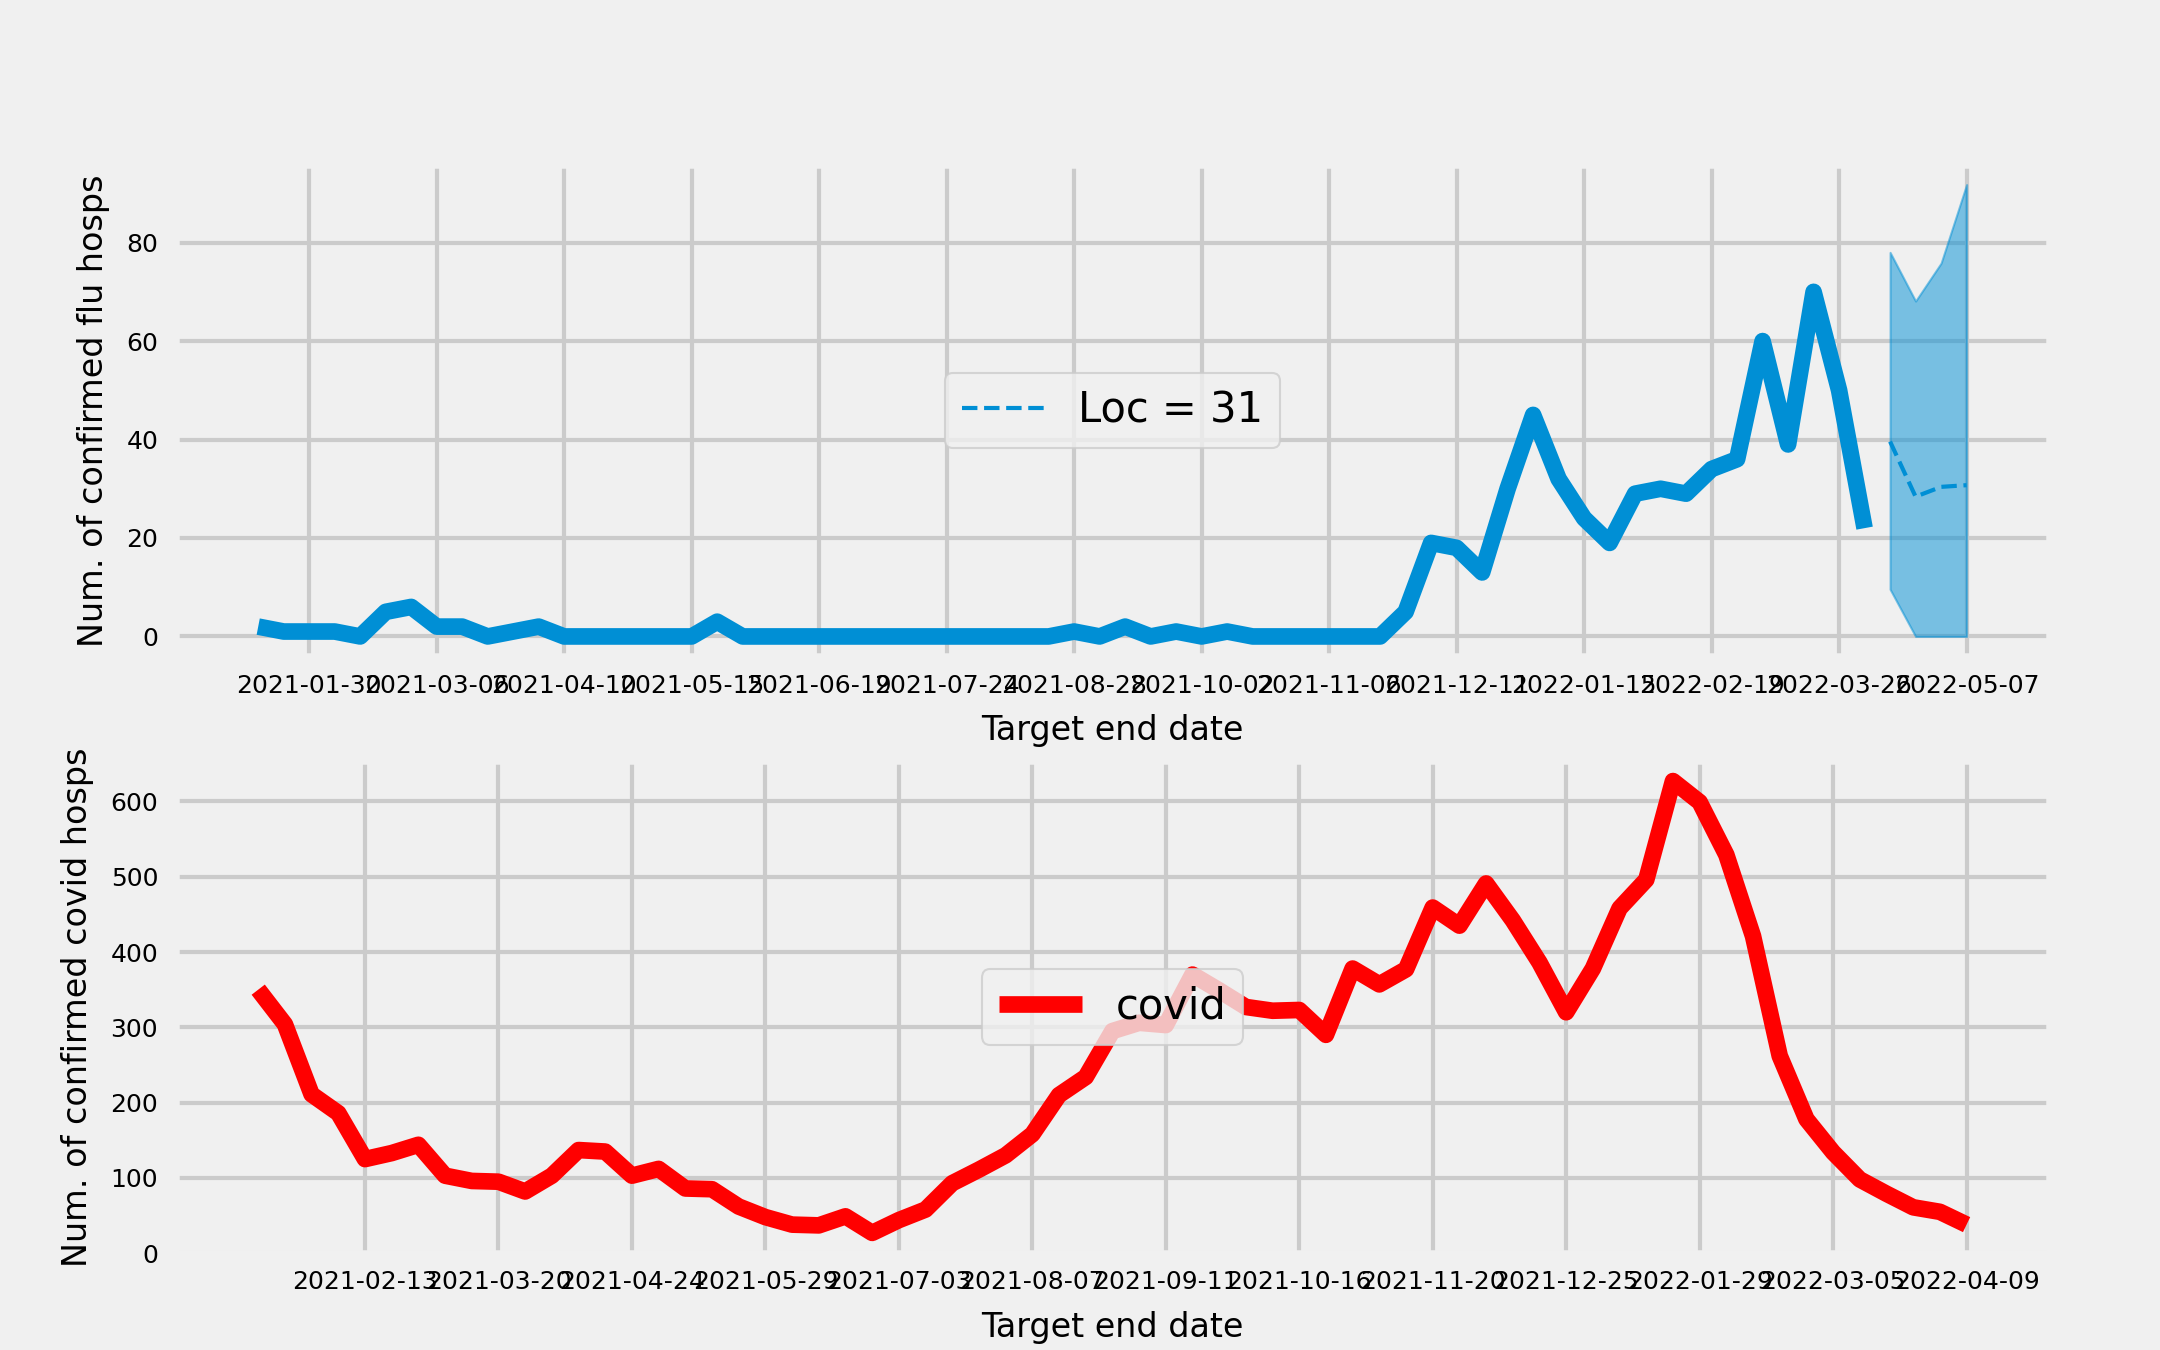 Num. of confirmed flu hosps
80
60
40
20
0
Loc = 31
2021-01-30 2021-03-06 2021-04-10 2021-05-15 2021-06-19 2021-07-24 2021-08-28 2021-10-02 2021-11-06 2021-12-11 2022-01-15 2022-02-19 2022-03-26 2022-05-07
Target end date
Num. of confirmed covid hosps
600
500
400
300
200
100
0
covid
2021-02-13 2021-03-20 2021-04-24 2021-05-29 2021-07-03 2021-08-07 2021-09-11 2021-10-16 2021-11-20 2021-12-25 2022-01-29 2022-03-05 2022-04-09
Target end date